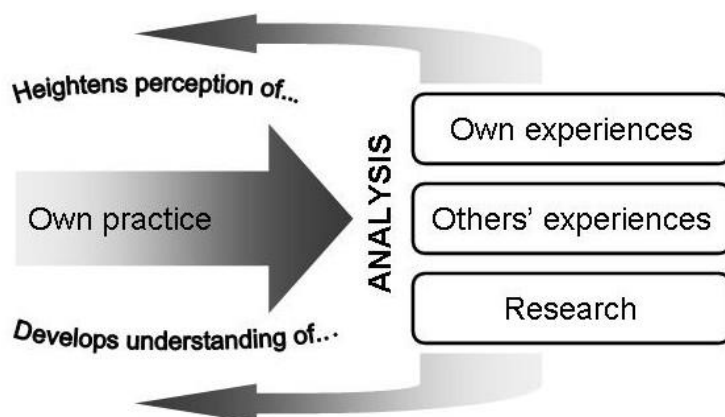 Heightens perception of...
Own practice
Develops understanding of...
ANALYSIS
Own experiences
Others’ experiences
Research